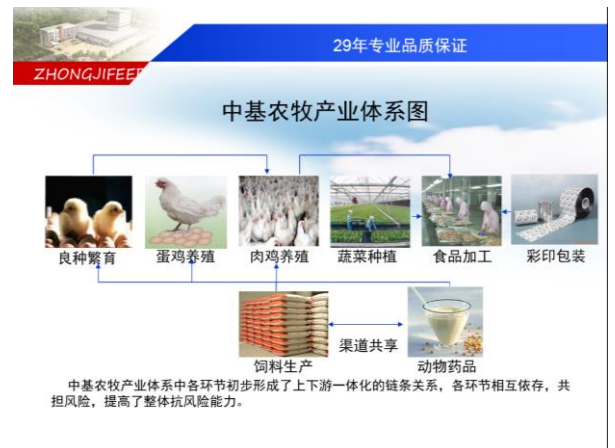 29年专业品质保证
ZHONGJIFEED
中基农牧产业体系图
良种繁育 蛋鸡养殖 肉鸡养殖 蔬菜种植 食品加工 彩印包装
渠道共享
饲料生产 动物药品
中基农牧产业体系中各环节初步形成了上下游一体化的链条关系，各环节相互依存，共
担风险，提高了整体抗风险能力。